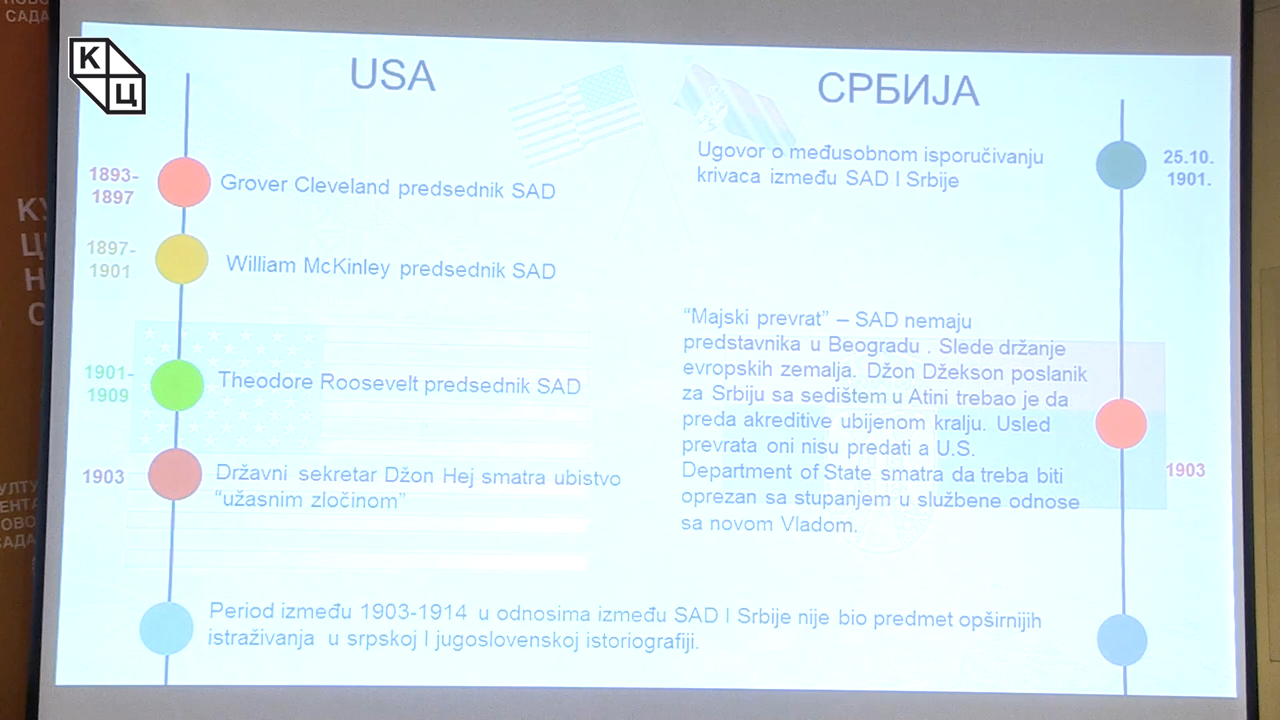 К
Ц
USA
1893-
1897
Grover Cleveland predsednik SAD
1897-
1901
William McKinley predsednik SAD
1901-
1909
Theodore Roosevelt predsednik SAD
1903
Državni sekretar Džon Hej smatra ubistvo
“užasnim zločinom”
СРБИЈА
Ugovor o međusobnom isporučivanju
krivaca između SAD I Srbije
25.10.
1901.
“Majski prevrat” – SAD nemaju
predstavnika u Beogradu . Slede držanje
evropskih zemalja. Džon Džekson poslanik
za Srbiju sa sedištem u Atini trebao je da
preda akreditive ubijenom kralju. Usled
prevrata oni nisu predati a U.S.
Department of State smatra da treba biti
oprezan sa stupanjem u službene odnose
sa novom Vladom.
1903
Period između 1903-1914 u odnosima između SAD I Srbije nije bio predmet opširnijih
istraživanja u srpskoj I jugoslovenskoj istoriografiji.
САДА